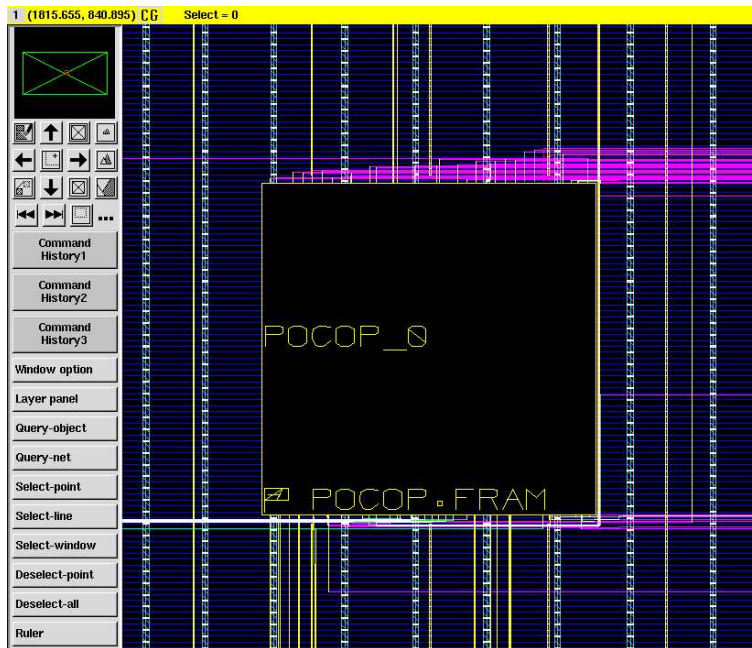 1 (1815.655, 840.895) CG Select = 0
Command
History1
Command
History2
Command
History3
Window option
Layer panel
Query-object
Query-net
Select-point
Select-line
Select-window
Deselect-point
Deselect-all
Ruler
POCOP_0
POCOP.FRAM